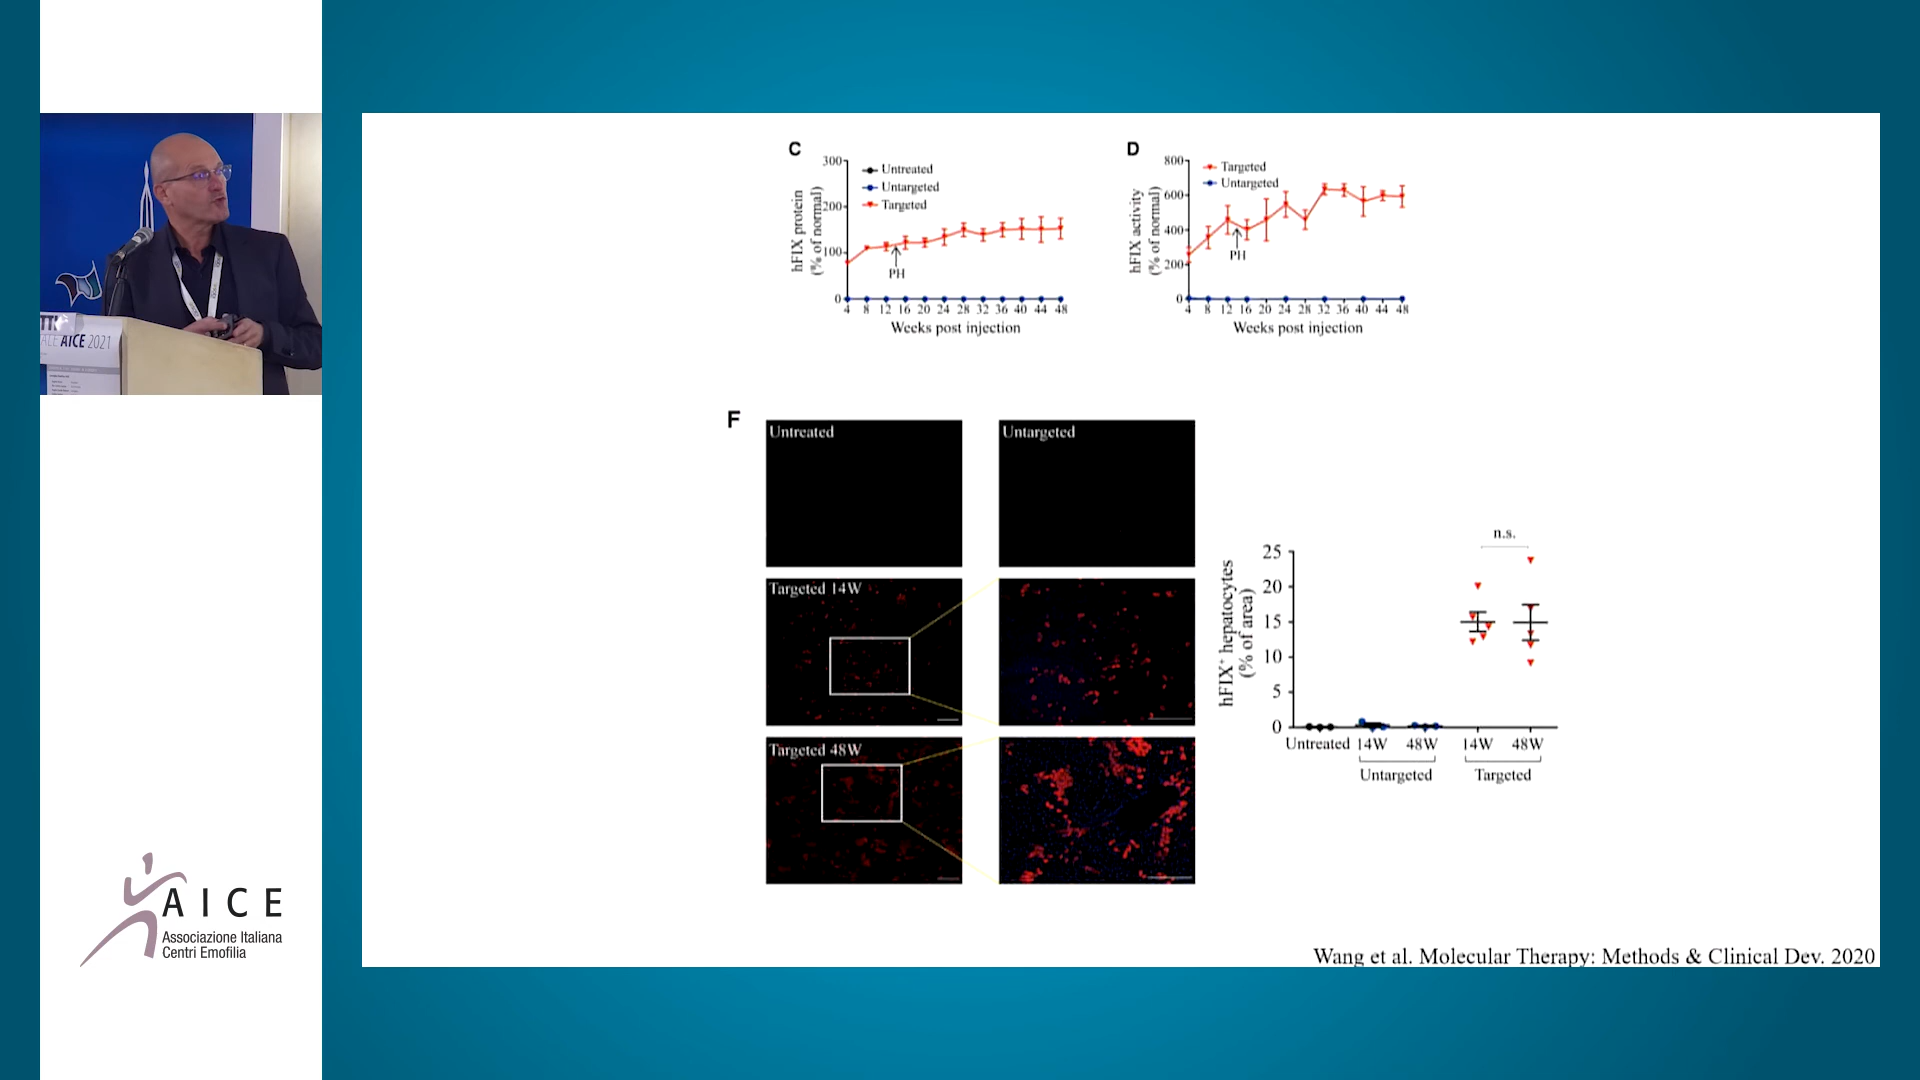 ACE AICE 2021
AICE
Associazione Italiana
Centri Emofilia
C
300
200
100
0
hFIX protein
(% of normal)
Untreated
Untargeted
Targeted
PH
4 8 12 16 20 24 28 32 36 40 44 48
Weeks post injection
D
800
600
400
200
0
hFIX activity
(% of normal)
Targeted
Untargeted
PH
4 8 12 16 20 24 28 32 36 40 44 48
Weeks post injection
F
Untreated
Untargeted
Targeted 14W
Targeted 48W
hFIX⁺ hepatocytes
(% of area)
25
20
15
10
5
0
n.s.
Untreated 14W 48W 14W 48W
Untargeted Targeted
Wang et al. Molecular Therapy: Methods & Clinical Dev. 2020